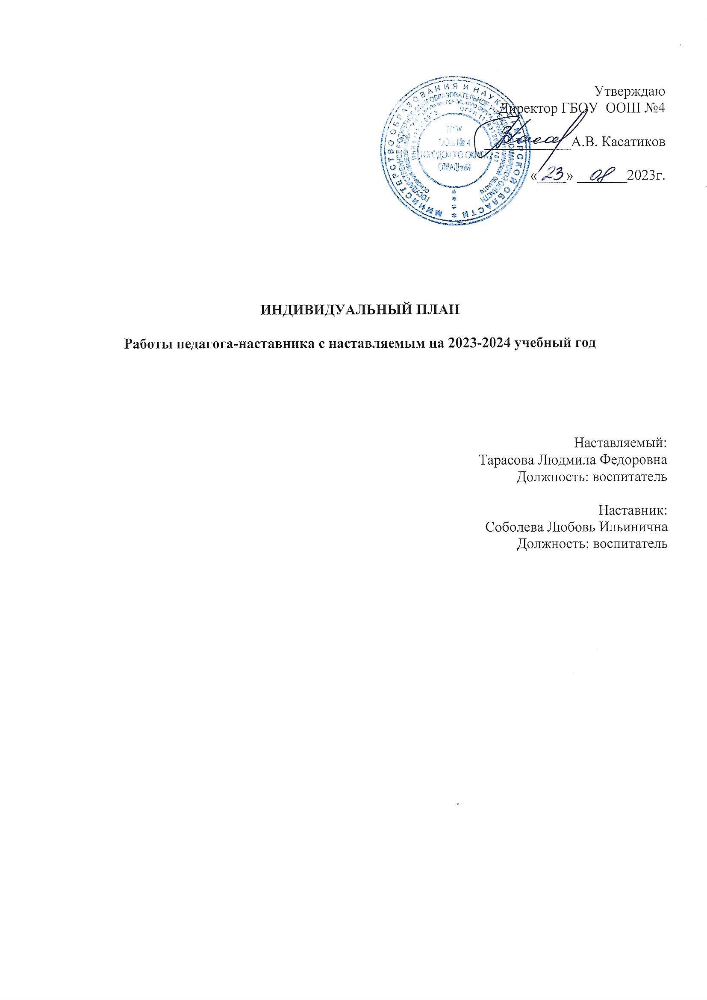 Утверждаю
Директор ГБОУ ООШ №4
А.В. Касатиков
«23» 08 2023г.
МИНИСТЕРСТВО ОБРАЗОВАНИЯ И НАУКИ САМАРСКОЙ ОБЛАСТИ
ГБОУ
ООШ № 4
ГОРОДСКОГО ОКРУГА
ОТРАДНЫЙ
ИНДИВИДУАЛЬНЫЙ ПЛАН
Работы педагога-наставника с наставляемым на 2023-2024 учебный год
Наставляемый:
Тарасова Людмила Федоровна
Должность: воспитатель
Наставник:
Соболева Любовь Ильинична
Должность: воспитатель